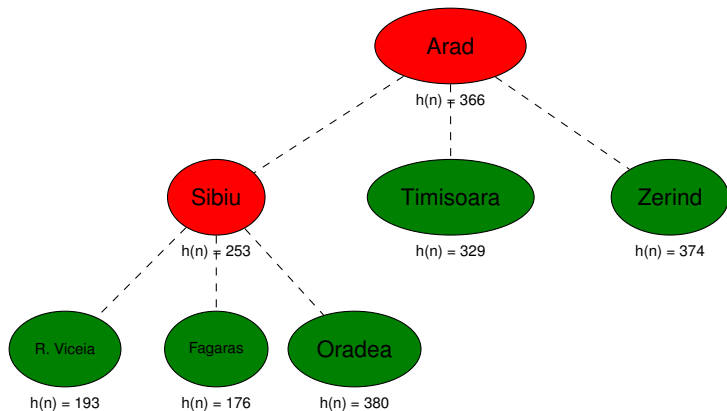 Arad
h(n) = 366
Sibiu
Timisoara
Zerind
h(n) = 253
h(n) = 329
h(n) = 374
R. Viceia
Fagaras
Oradea
h(n) = 193
h(n) = 176
h(n) = 380